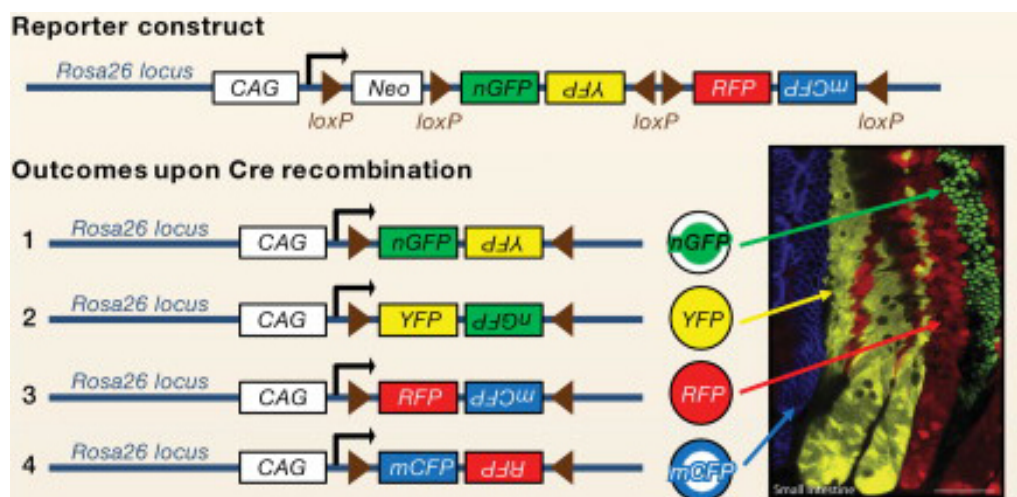 Reporter construct
Rosa26 locus CAG Neo nGFP YFP RFP mCFP
loxP loxP loxP loxP
Outcomes upon Cre recombination
1 Rosa26 locus CAG nGFP YFP nGFP
2 Rosa26 locus CAG YFP nGFP YFP
3 Rosa26 locus CAG RFP mCFP RFP
4 Rosa26 locus CAG mCFP RFP mCFP
Small intestine